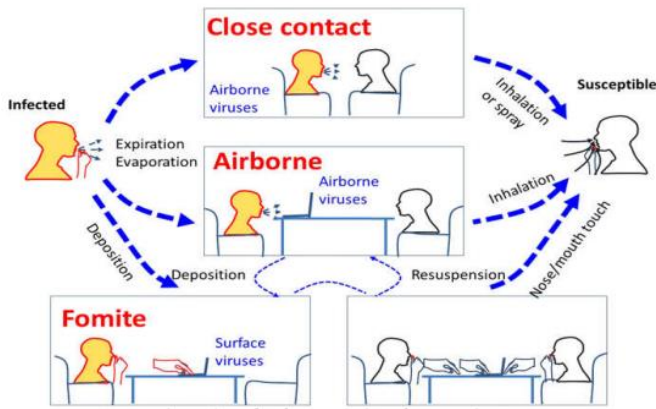 Close contact
Airborne
viruses
Infected
Expiration
Evaporation
Inhalation
or spray
Susceptible
Airborne
Airborne
viruses
Inhalation
Deposition
Deposition
Resuspension
Nose/mouth touch
Fomite
Surface
viruses